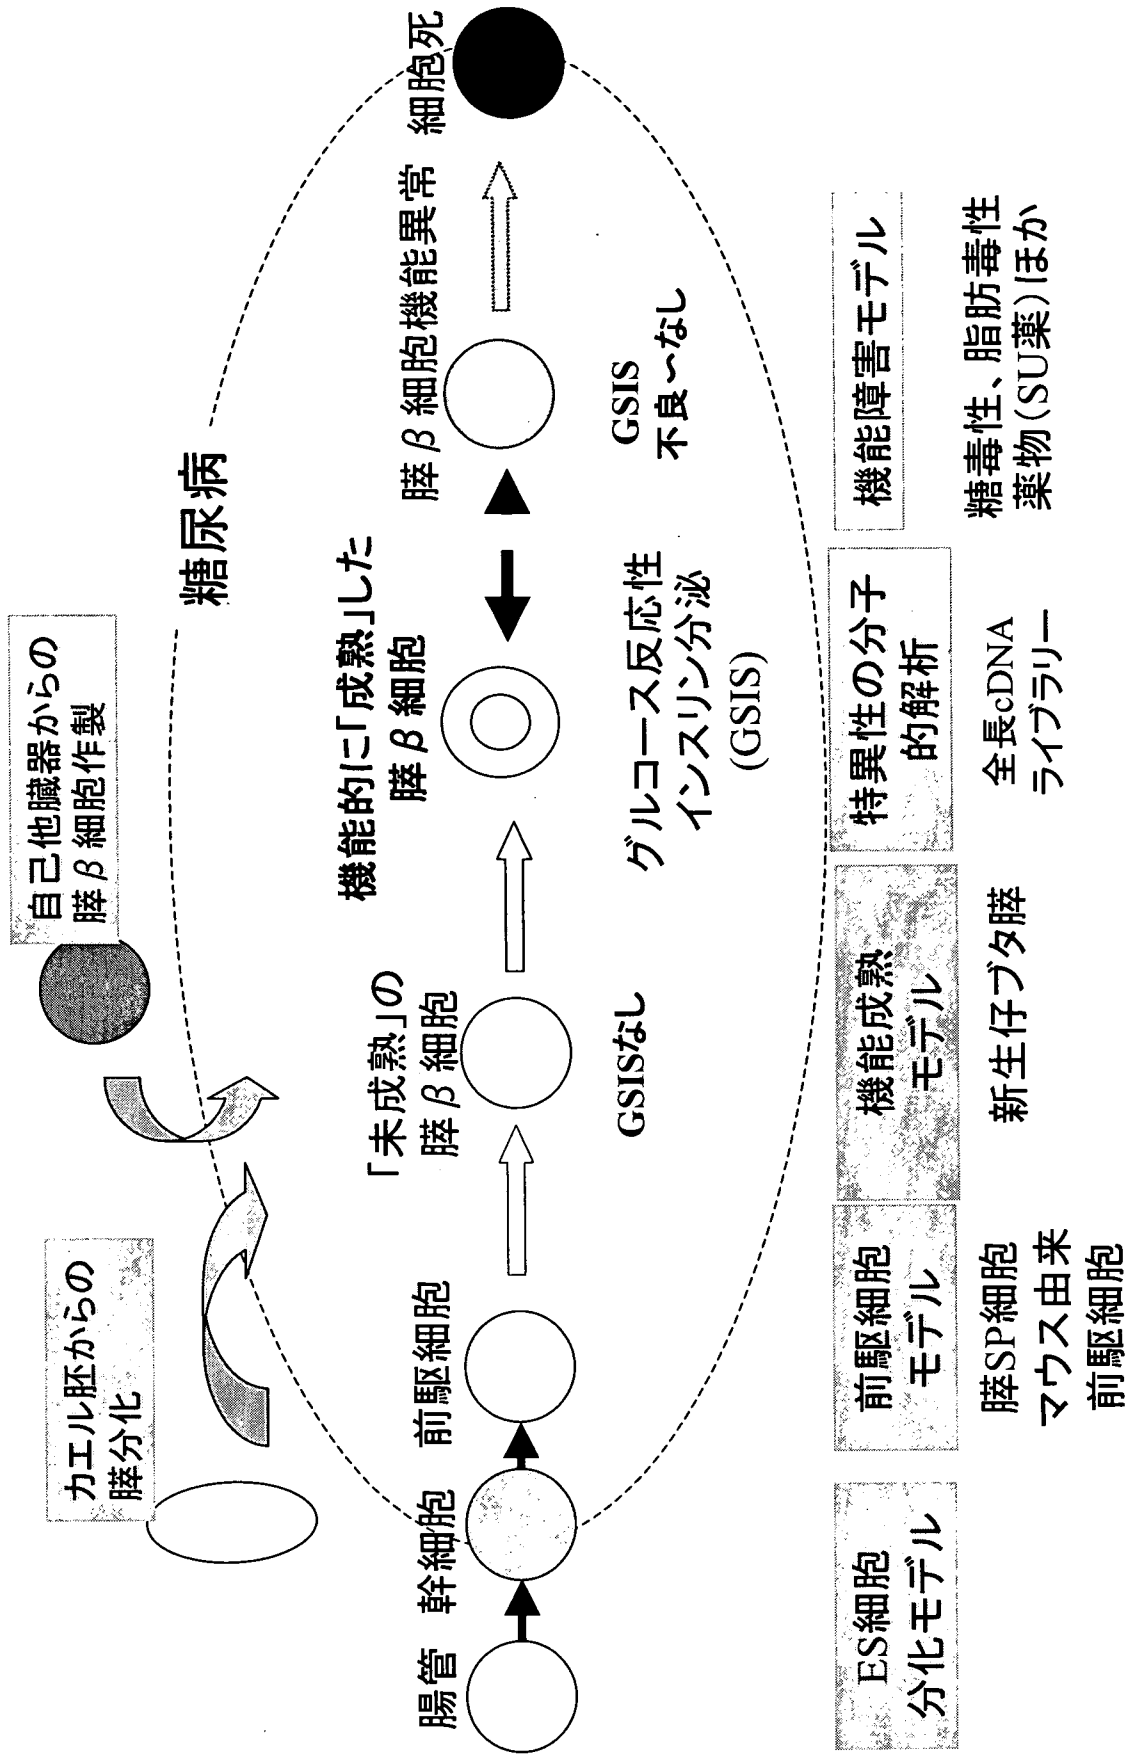 カエル胚からの
膵分化
自己他臓器からの
膵β細胞作製
糖尿病
腸管
幹細胞
前駆細胞
「未成熟」の
膵β細胞
機能的に「成熟」した
膵β細胞
膵β細胞機能異常
細胞死
GSISなし
グルコース反応性
インスリン分泌
(GSIS)
GSIS
不良～なし
ES細胞
分化モデル
前駆細胞
モデル
膵SP細胞
マウス由来
前駆細胞
機能成熟
モデル
新生仔ブタ膵
特異性の分子
的解析
全長cDNA
ライブラリー
機能障害モデル
糖毒性、脂肪毒性
薬物(SU薬)ほか